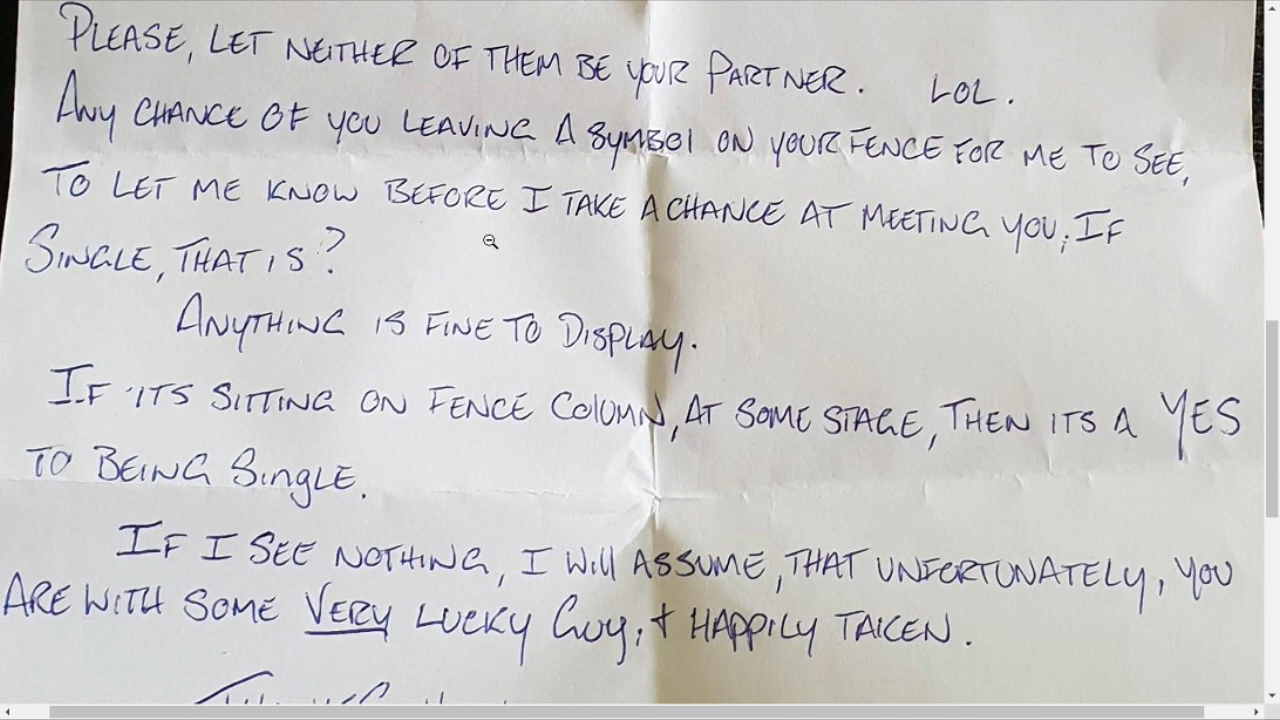 PLEASE, LET NEITHER OF THEM BE YOUR PARTNER. LOL.
ANY CHANCE OF YOU LEAVING A SYMBOL ON YOUR FENCE FOR ME TO SEE,
TO LET ME KNOW BEFORE I TAKE A CHANCE AT MEETING YOU, IF
SINGLE, THAT IS?
ANYTHING IS FINE TO DISPLAY.
IF ITS SITTING ON FENCE COLUMN, AT SOME STAGE, THEN ITS A YES
TO BEING SINGLE.
IF I SEE NOTHING, I WILL ASSUME, THAT UNFORTUNATELY, YOU
ARE WITH SOME VERY LUCKY GUY, + HAPPILY TAKEN.